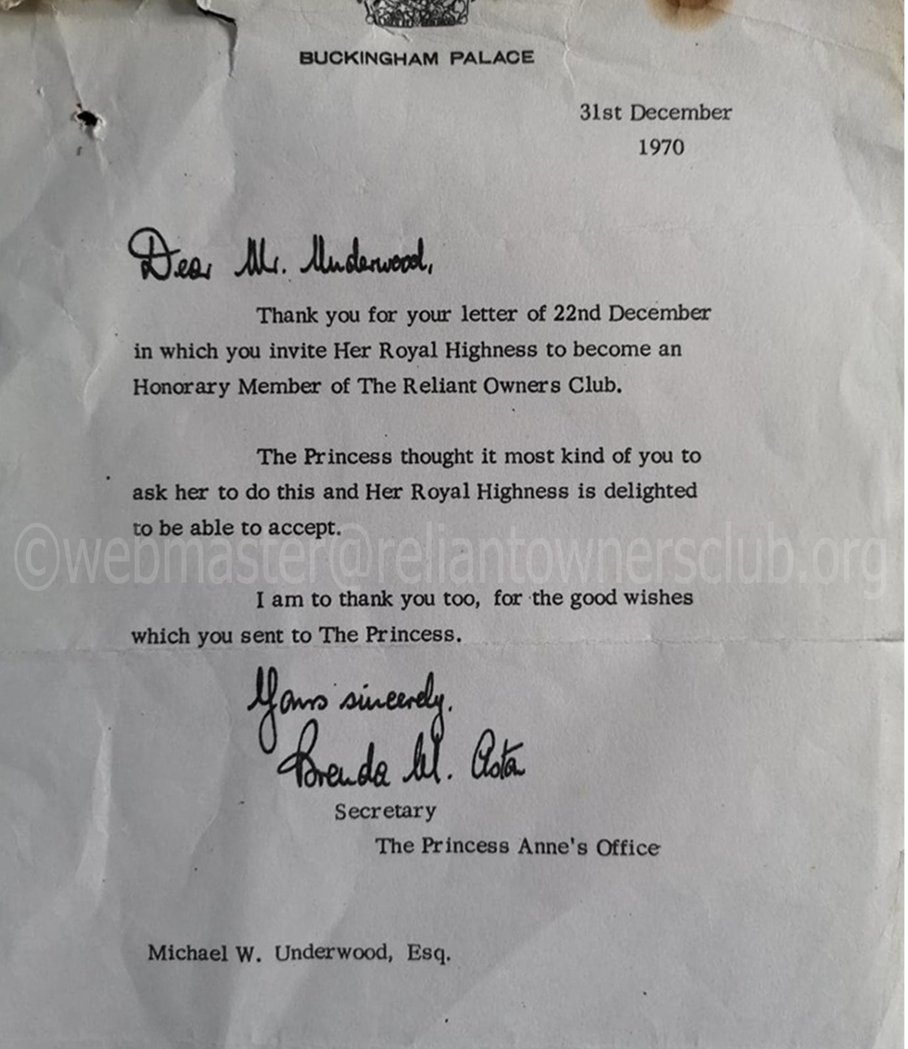 BUCKINGHAM PALACE
31st December
1970
Dear Mr. Underwood,
Thank you for your letter of 22nd December
in which you invite Her Royal Highness to become an
Honorary Member of The Reliant Owners Club.
The Princess thought it most kind of you to
ask her to do this and Her Royal Highness is delighted
to be able to accept.
©webmaster@reliantownersclub.org
I am to thank you too, for the good wishes
which you sent to The Princess.
Yours sincerely,
Brenda M.
Secretary
The Princess Anne's Office
Michael W. Underwood, Esq.